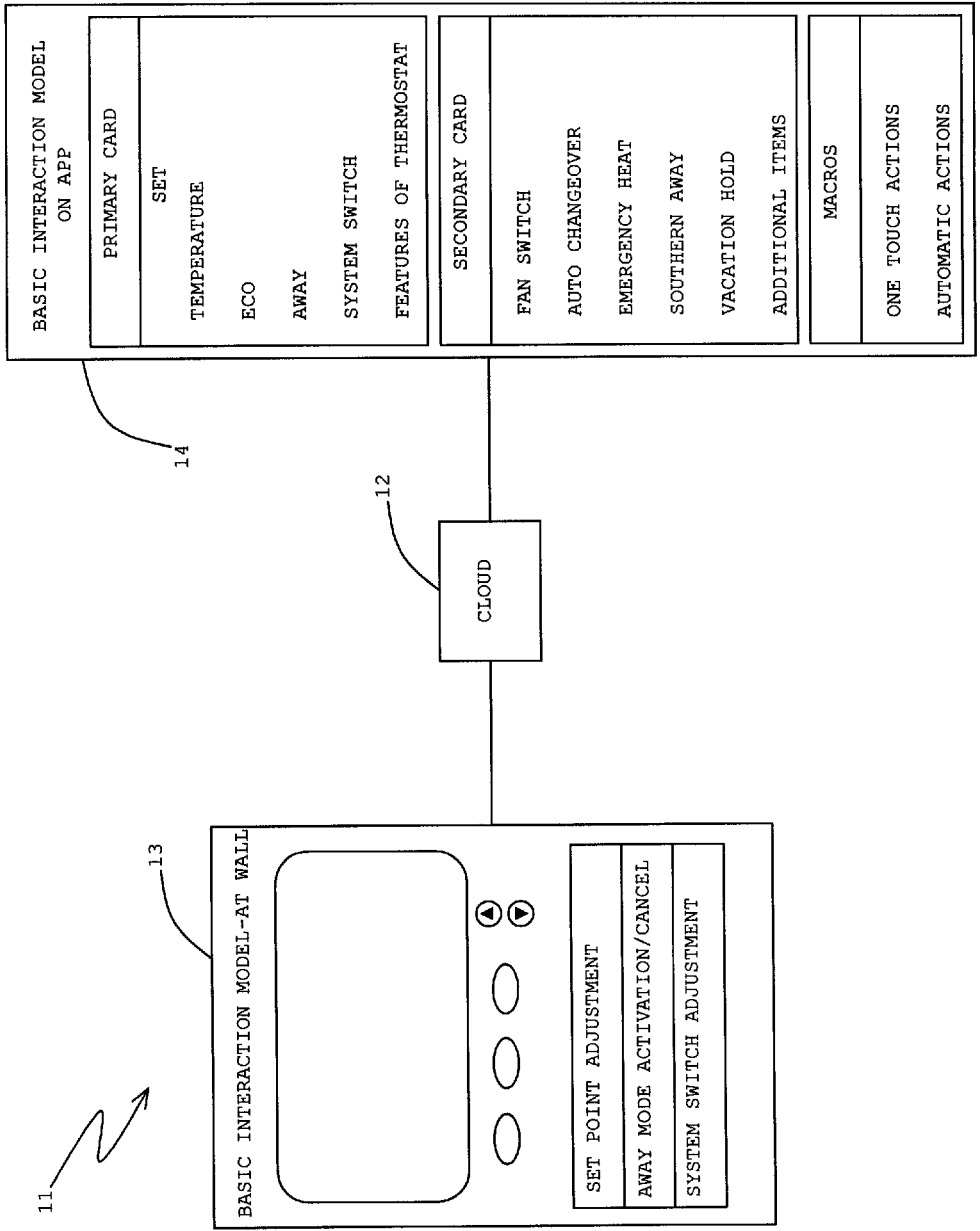 11
13
BASIC INTERACTION MODEL-AT WALL
SET POINT ADJUSTMENT
AWAY MODE ACTIVATION/CANCEL
SYSTEM SWITCH ADJUSTMENT
12
CLOUD
14
BASIC INTERACTION MODEL
ON APP
PRIMARY CARD
SET
TEMPERATURE
ECO
AWAY
SYSTEM SWITCH
FEATURES OF THERMOSTAT
SECONDARY CARD
FAN SWITCH
AUTO CHANGEOVER
EMERGENCY HEAT
SOUTHERN AWAY
VACATION HOLD
ADDITIONAL ITEMS
MACROS
ONE TOUCH ACTIONS
AUTOMATIC ACTIONS